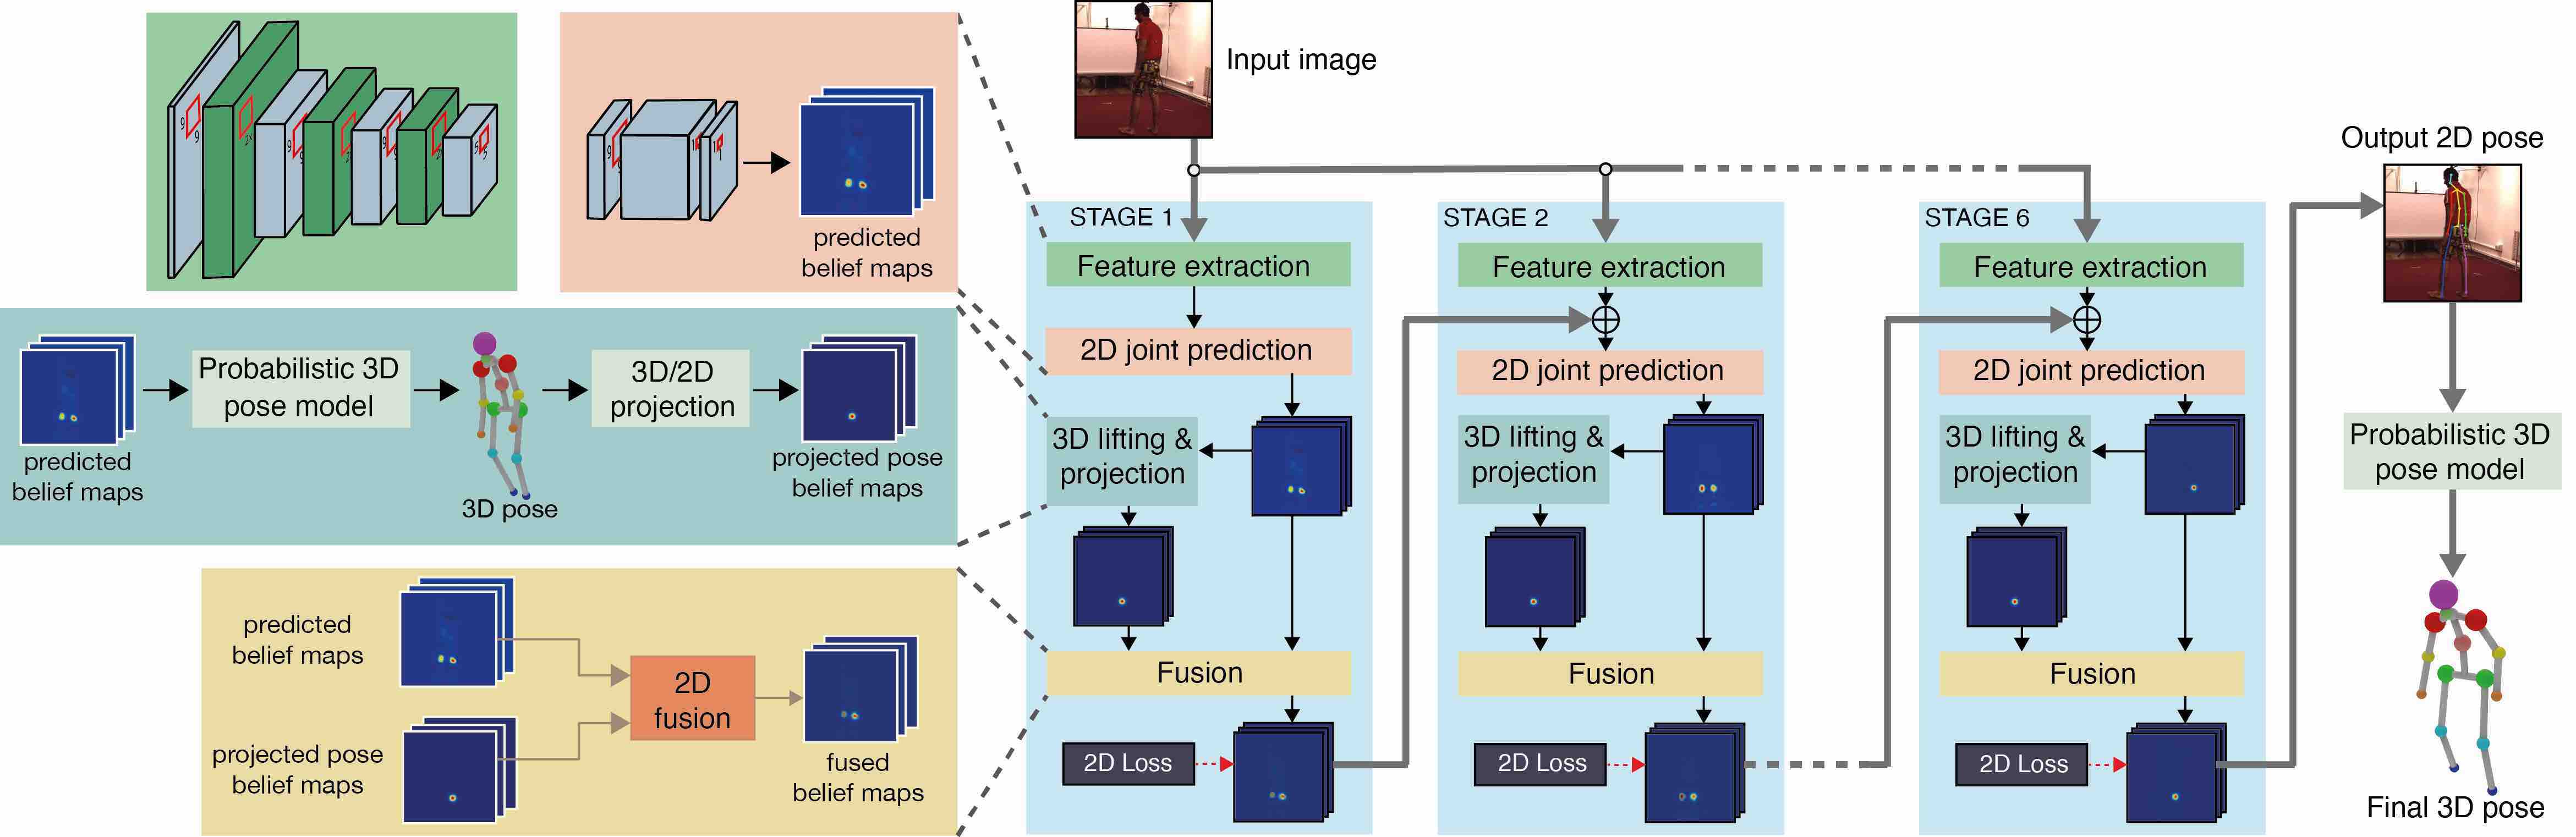 Input image
Output 2D pose
predicted
belief maps
predicted
belief maps
Probabilistic 3D
pose model
3D pose
3D/2D
projection
projected pose
belief maps
predicted
belief maps
projected pose
belief maps
2D
fusion
fused
belief maps
STAGE 1
Feature extraction
2D joint prediction
3D lifting &
projection
Fusion
2D Loss
STAGE 2
Feature extraction
2D joint prediction
3D lifting &
projection
Fusion
2D Loss
STAGE 6
Feature extraction
2D joint prediction
3D lifting &
projection
Fusion
2D Loss
Probabilistic 3D
pose model
Final 3D pose